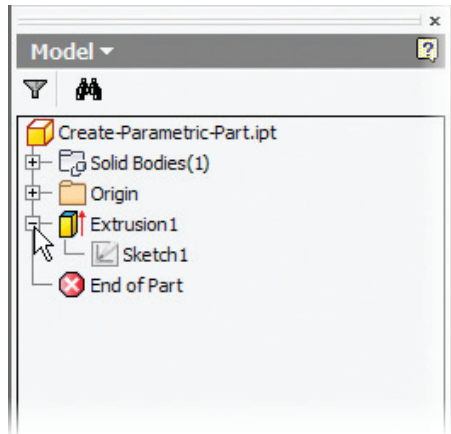 Model
Create-Parametric-Part.ipt
Solid Bodies(1)
Origin
Extrusion1
Sketch1
End of Part